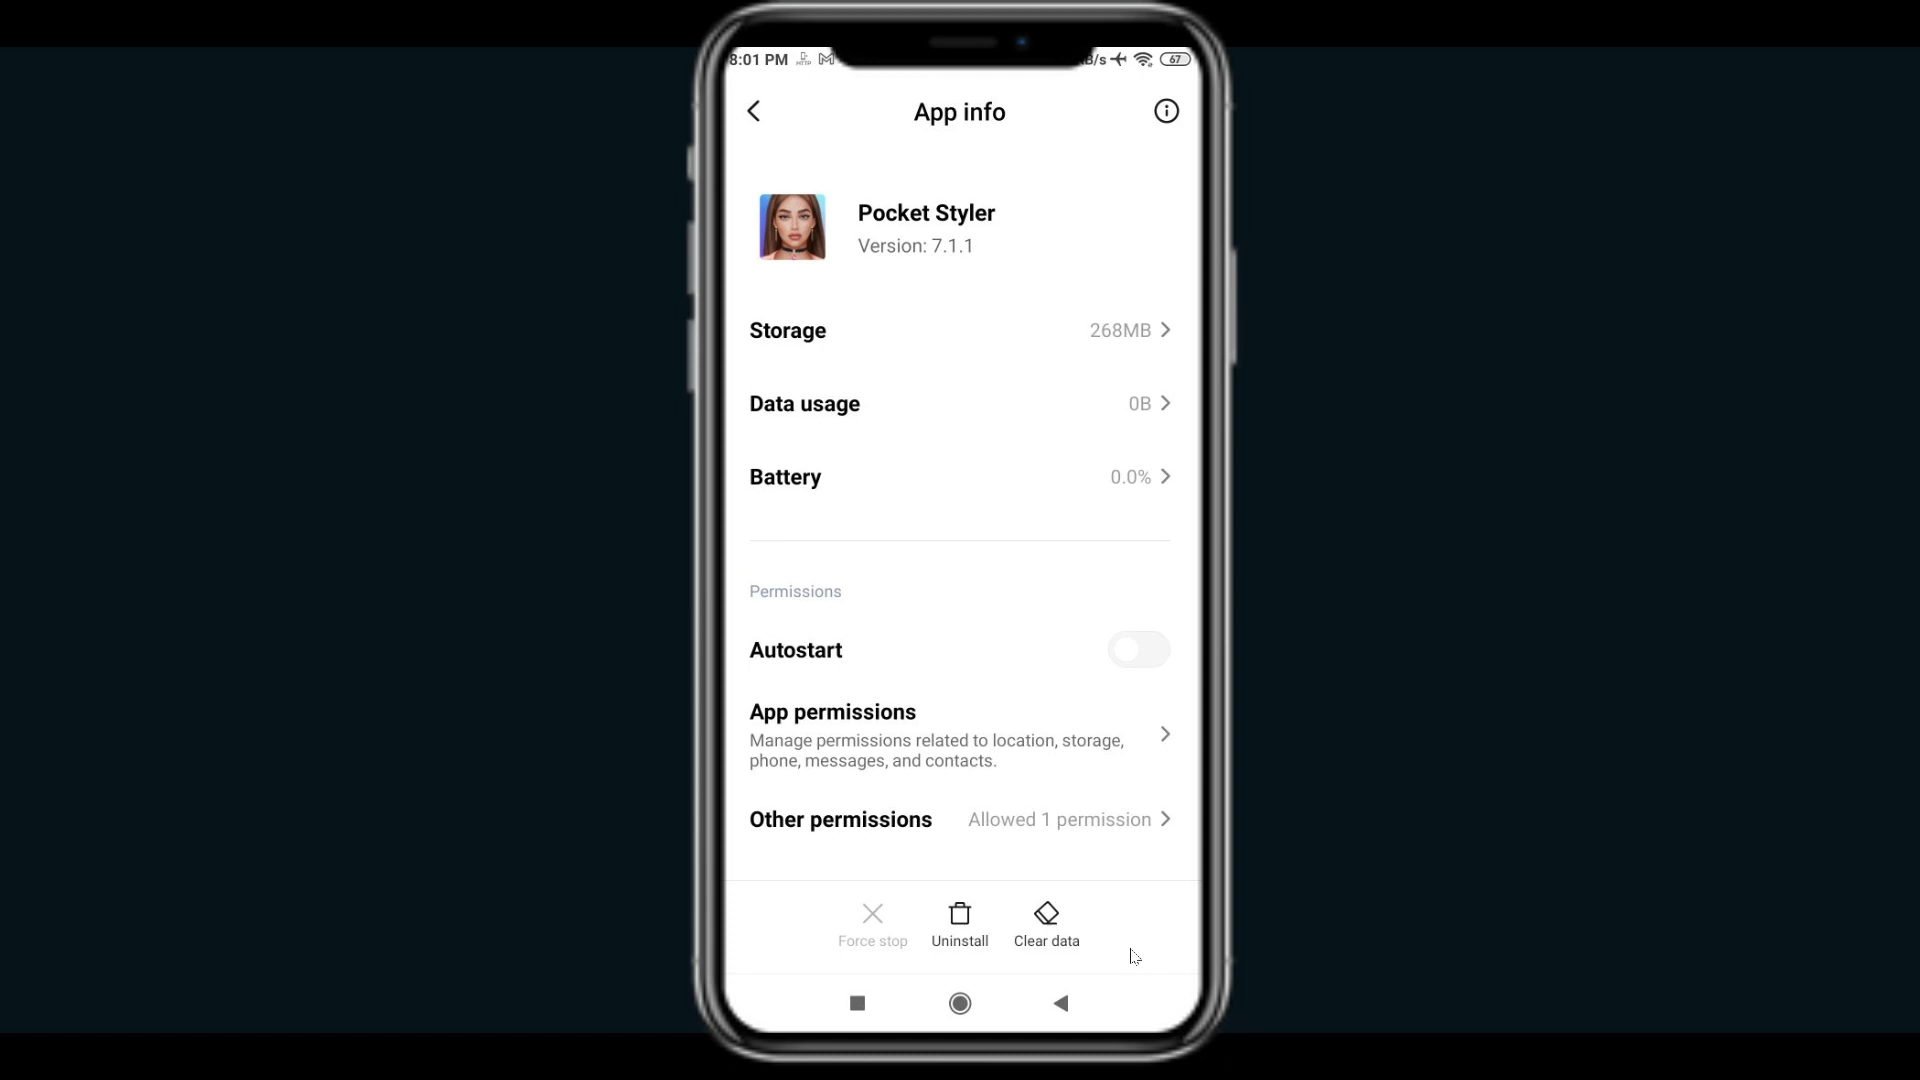 8:01 PM
B/s
67
App info
Pocket Styler
Version: 7.1.1
Storage
268MB
Data usage
0B
Battery
0.0%
Permissions
Autostart
App permissions
Manage permissions related to location, storage,
phone, messages, and contacts.
Other permissions
Allowed 1 permission
Force stop
Uninstall
Clear data